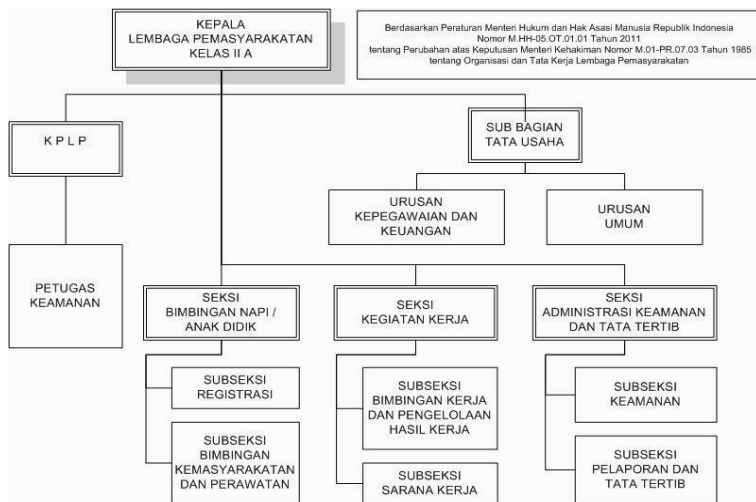 KEPALA
LEMBAGA PEMASYARAKATAN
KELAS II A
Berdasarkan Peraturan Menteri Hukum dan Hak Asasi Manusia Republik Indonesia
Nomor M.HH-05.OT.01.01 Tahun 2011
tentang Perubahan atas Keputusan Menteri Kehakiman Nomor M.01-PR.07.03 Tahun 1985
tentang Organisasi dan Tata Kerja Lembaga Pemasyarakatan
K P L P
SUB BAGIAN
TATA USAHA
URUSAN
KEPEGAWAIAN DAN
KEUANGAN
URUSAN
UMUM
PETUGAS
KEAMANAN
SEKSI
BIMBINGAN NAPI /
ANAK DIDIK
SEKSI
KEGIATAN KERJA
SEKSI
ADMINISTRASI KEAMANAN
DAN TATA TERTIB
SUBSEKSI
REGISTRASI
SUBSEKSI
BIMBINGAN KERJA
DAN PENGELOLAAN
HASIL KERJA
SUBSEKSI
KEAMANAN
SUBSEKSI
BIMBINGAN
KEMASYARAKATAN
DAN PERAWATAN
SUBSEKSI
SARANA KERJA
SUBSEKSI
PELAPORAN DAN
TATA TERTIB